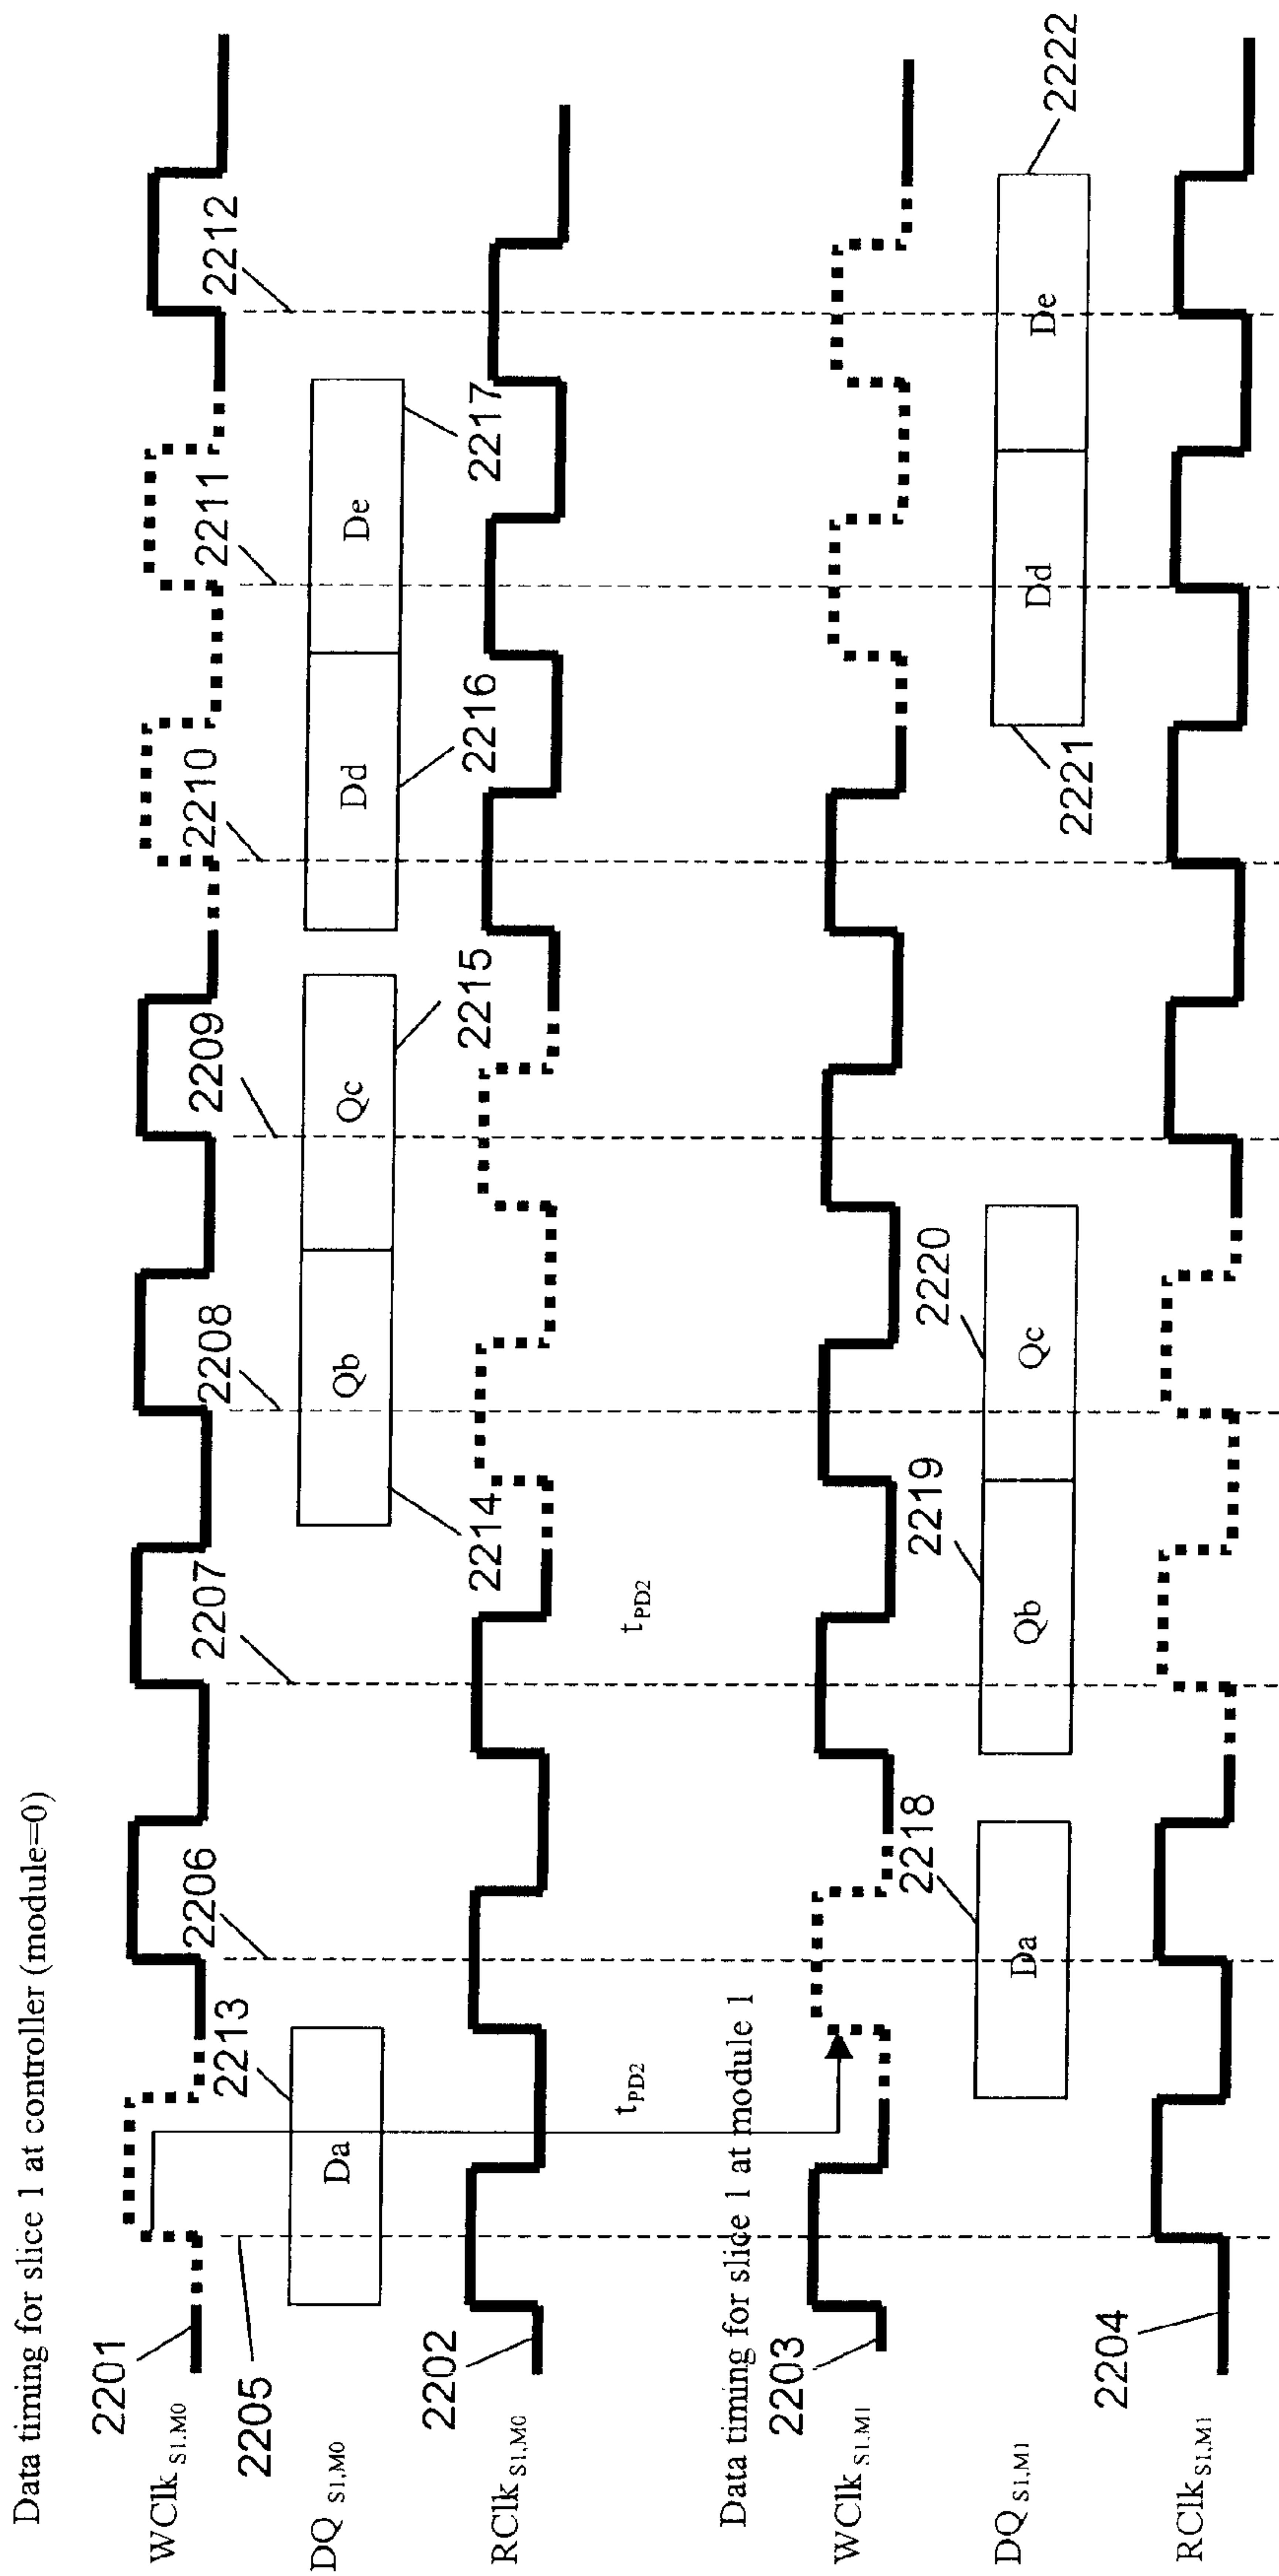 Data timing for slice 1 at controller (module=0)
2201
WClk S1,M0
2205
2206
2207
2208
2209
2210
2211
2212
DQ S1,M0
2213
Da
2214
Qb
Qc
2215
Dd
2216
De
2217
RClk S1,M0
2202
tPD2
tPD2
Data timing for slice 1 at module 1
WClk S1,M1
2203
DQ S1,M1
2218
Da
2219
Qb
2220
Qc
2221
Dd
De
2222
RClk S1,M1
2204